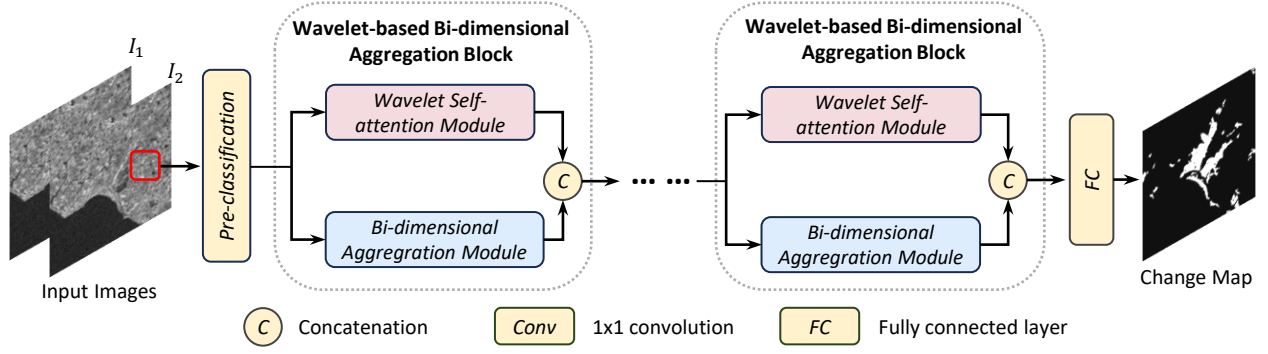 I1
I2
Input Images
Pre-classification
Wavelet-based Bi-dimensional
Aggregation Block
Wavelet Self-
attention Module
Bi-dimensional
Aggregration Module
C
... ...
Wavelet-based Bi-dimensional
Aggregation Block
Wavelet Self-
attention Module
Bi-dimensional
Aggregration Module
C
FC
Change Map
C Concatenation
Conv 1x1 convolution
FC Fully connected layer